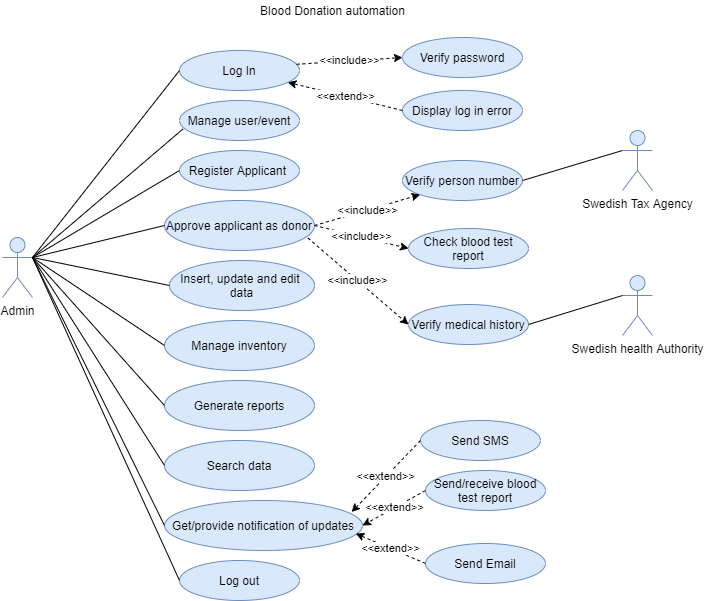 Blood Donation automation
Log In
<<include>>
Verify password
<<extend>>
Display log in error
Manage user/event
Register Applicant
Verify person number
Swedish Tax Agency
<<include>>
Approve applicant as donor
<<include>>
Check blood test
report
Admin
Insert, update and edit
data
<<include>>
Verify medical history
Swedish health Authority
Manage inventory
Generate reports
Send SMS
Search data
<<extend>>
Send/receive blood
test report
<<extend>>
Get/provide notification of updates
<<extend>>
Send Email
Log out